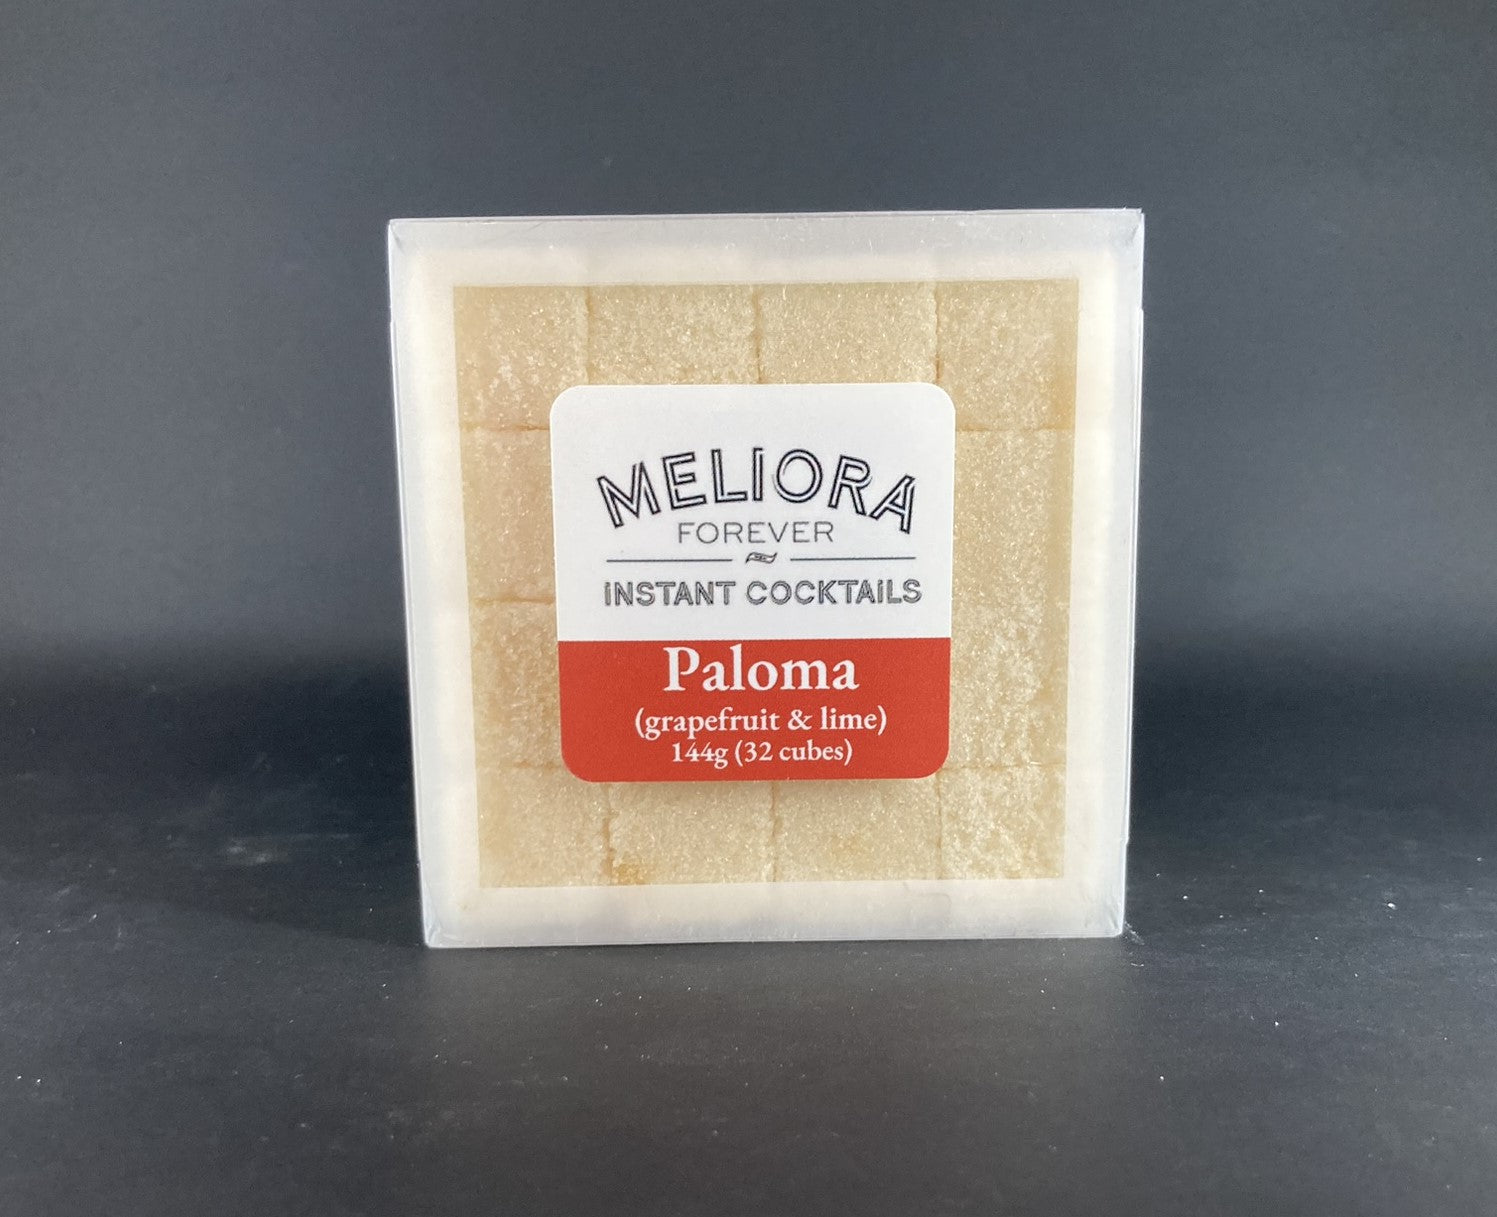 MELIORA
FOREVER
INSTANT COCKTAILS
Paloma
(grapefruit & lime)
144g (32 cubes)